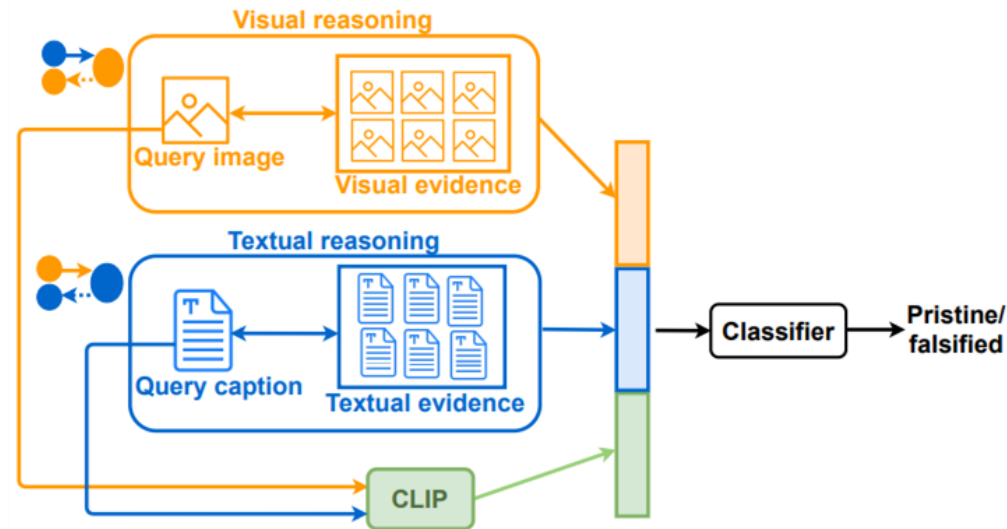 Visual reasoning
Query image
Visual evidence
Textual reasoning
T
T
T
T
T
T
T
Query caption
Textual evidence
CLIP
Classifier
Pristine/
falsified